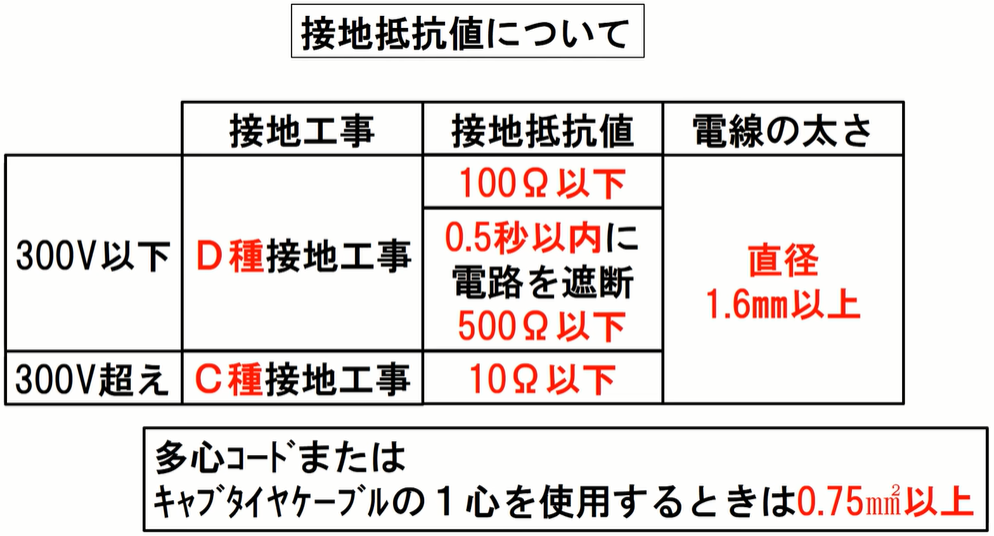 接地抵抗値について
接地工事 接地抵抗値 電線の太さ
300V以下 D種接地工事
100Ω以下
0.5秒以内に
電路を遮断
500Ω以下
直径
1.6mm以上
300V超え C種接地工事 10Ω以下
多心ｺｰﾄﾞまたは
ｷｬﾌﾞﾀｲﾔｹｰﾌﾞﾙの１心を使用するときは0.75㎟以上